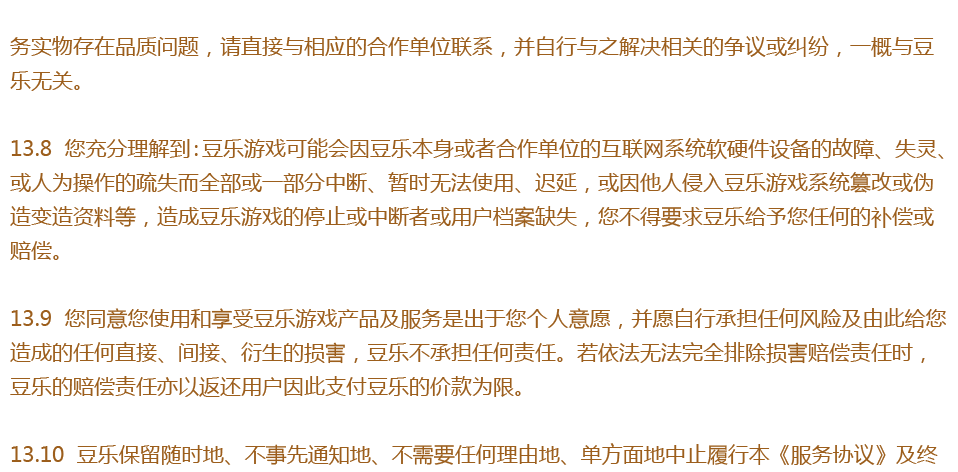 务实物存在品质问题，请直接与相应的合作单位联系，并自行与之解决相关的争议或纠纷，一概与豆
乐无关。
13.8 您充分理解到:豆乐游戏可能会因豆乐本身或者合作单位的互联网系统软硬件设备的故障、失灵、
或人为操作的疏失而全部或一部分中断、暂时无法使用、迟延，或因他人侵入豆乐游戏系统篡改或伪
造变造资料等，造成豆乐游戏的停止或中断者或用户档案缺失，您不得要求豆乐给予您任何的补偿或
赔偿。
13.9 您同意您使用和享受豆乐游戏产品及服务是出于您个人意愿，并愿自行承担任何风险及由此给您
造成的任何直接、间接、衍生的损害，豆乐不承担任何责任。若依法无法完全排除损害赔偿责任时，
豆乐的赔偿责任亦以返还用户因此支付豆乐的价款为限。
13.10 豆乐保留随时地、不事先通知地、不需要任何理由地、单方面地中止履行本《服务协议》及终